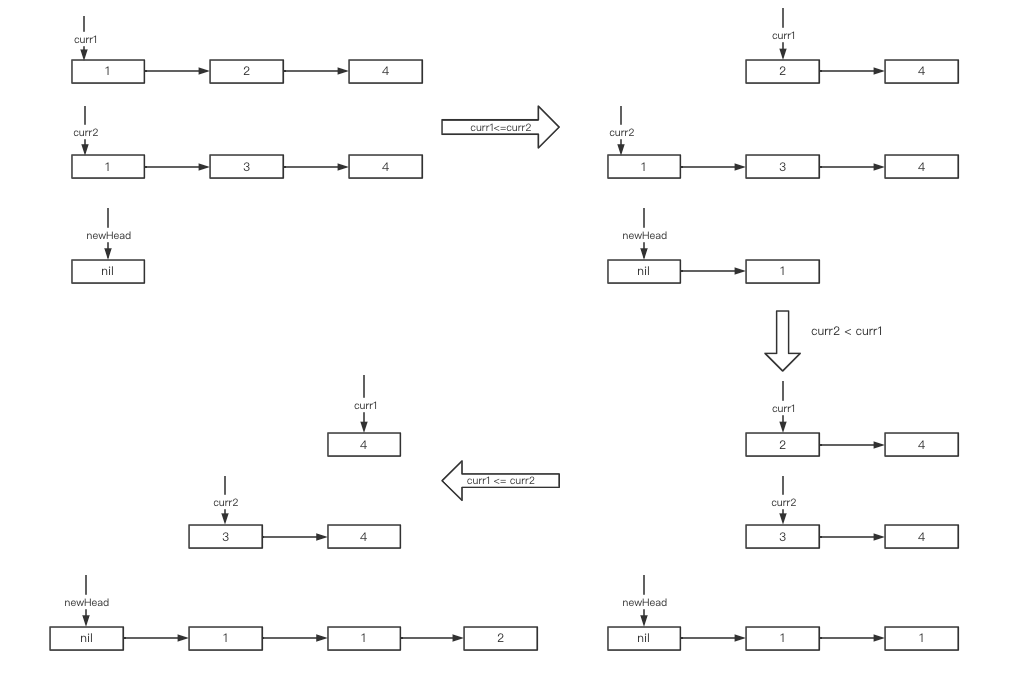 curr1
1 2 4
curr2
1 3 4
newHead
nil
curr1<=curr2
curr1
2 4
curr2
1 3 4
newHead
nil 1
curr2 < curr1
curr1
2 4
curr2
3 4
newHead
nil 1 1
curr1 <= curr2
curr1
4
curr2
3 4
newHead
nil 1 1 2